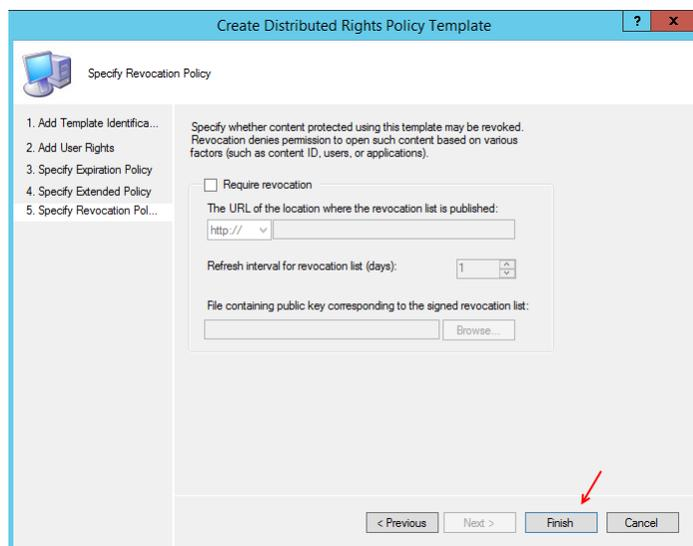 Create Distributed Rights Policy Template
? x
Specify Revocation Policy
1. Add Template Identifica...
2. Add User Rights
3. Specify Expiration Policy
4. Specify Extended Policy
5. Specify Revocation Pol...
Specify whether content protected using this template may be revoked.
Revocation denies permission to open such content based on various
factors (such as content ID, users, or applications).
Require revocation
The URL of the location where the revocation list is published:
http://
Refresh interval for revocation list (days):
1
File containing public key corresponding to the signed revocation list:
Browse...
< Previous
Next >
Finish
Cancel